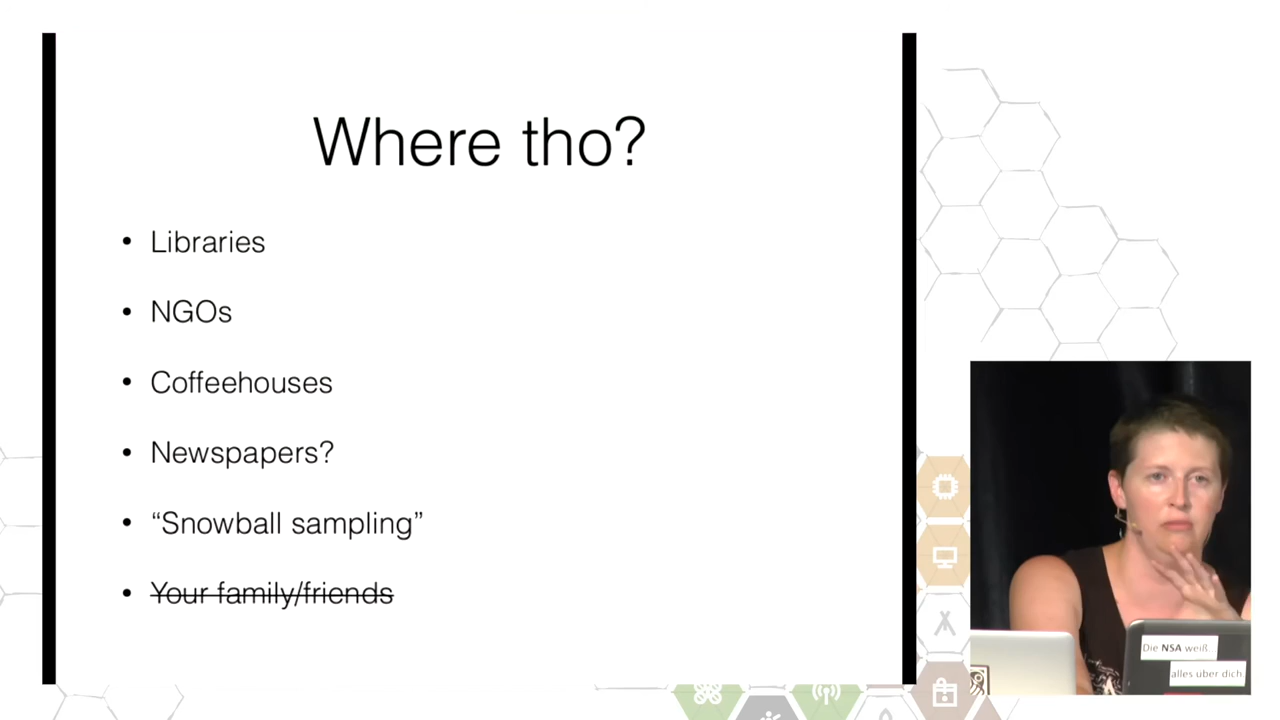 Where tho?
• Libraries
• NGOs
• Coffeehouses
• Newspapers?
• “Snowball sampling”
• Your family/friends
Die NSA weiß...
alles über dich.